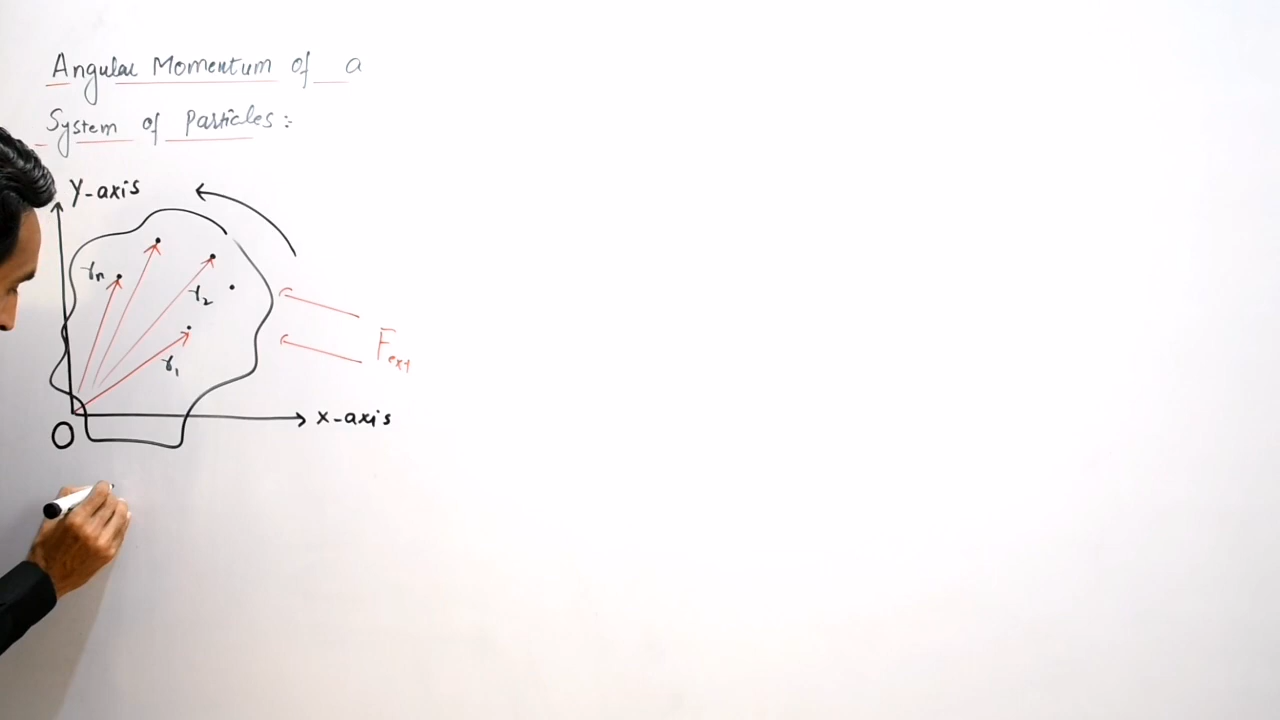 Angular Momentum of a
System of Particles :-
Y-axis
rn
r2
r1
Fext
X-axis
O